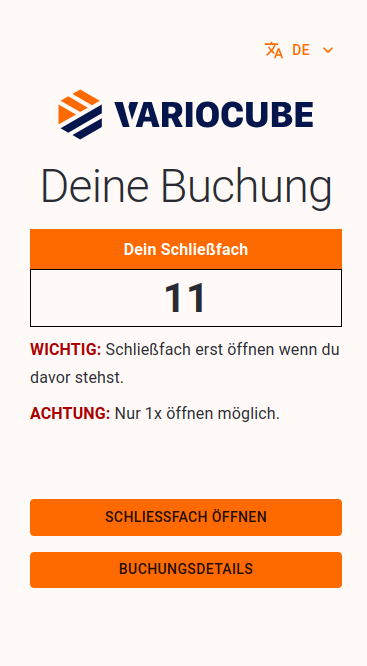 DE
VARIOCUBE
Deine Buchung
Dein Schließfach
11
WICHTIG: Schließfach erst öffnen wenn du
davor stehst.
ACHTUNG: Nur 1x öffnen möglich.
SCHLIESSFACH ÖFFNEN
BUCHUNGSDETAILS